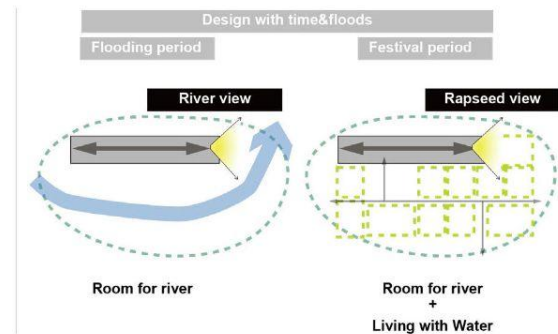 Design with time&floods
Flooding period
Festival period
River view
Rapseed view
Room for river
Room for river
+
Living with Water